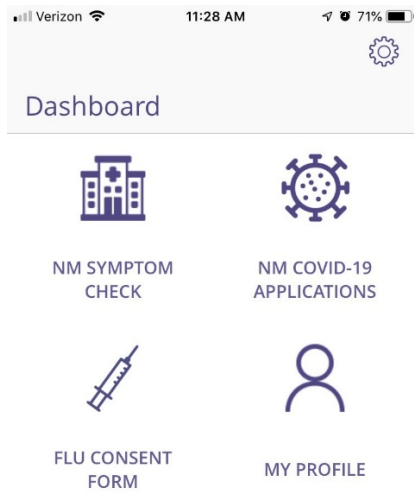 Verizon 11:28 AM 71%
Dashboard
NM SYMPTOM
CHECK
NM COVID-19
APPLICATIONS
FLU CONSENT
FORM
MY PROFILE